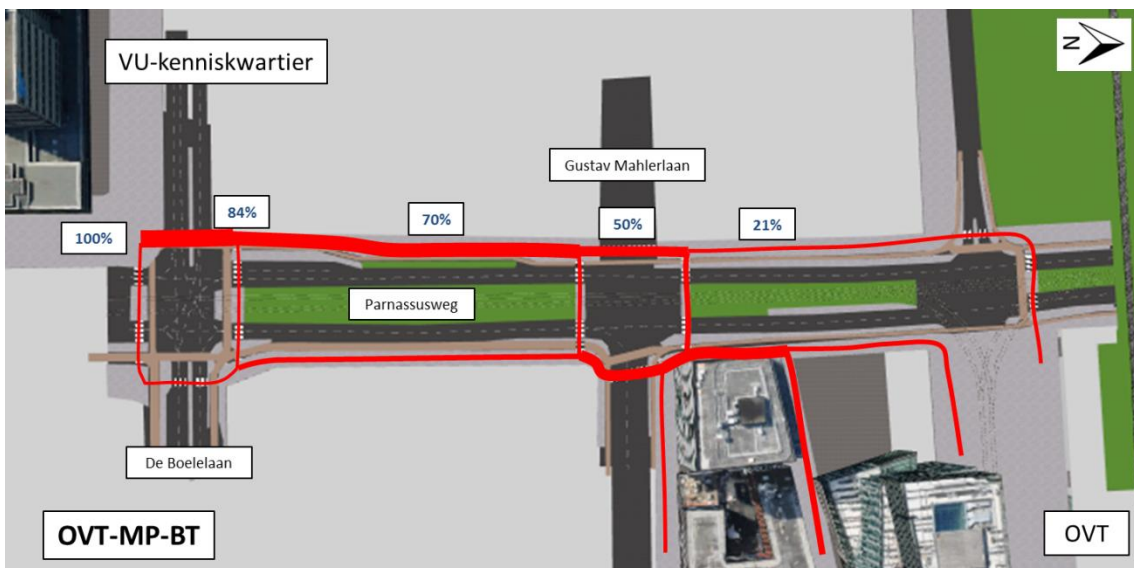 VU-kenniskwartier
N
Gustav Mahlerlaan
84%
70%
50%
21%
100%
Parnassusweg
De Boelelaan
OVT-MP-BT
OVT